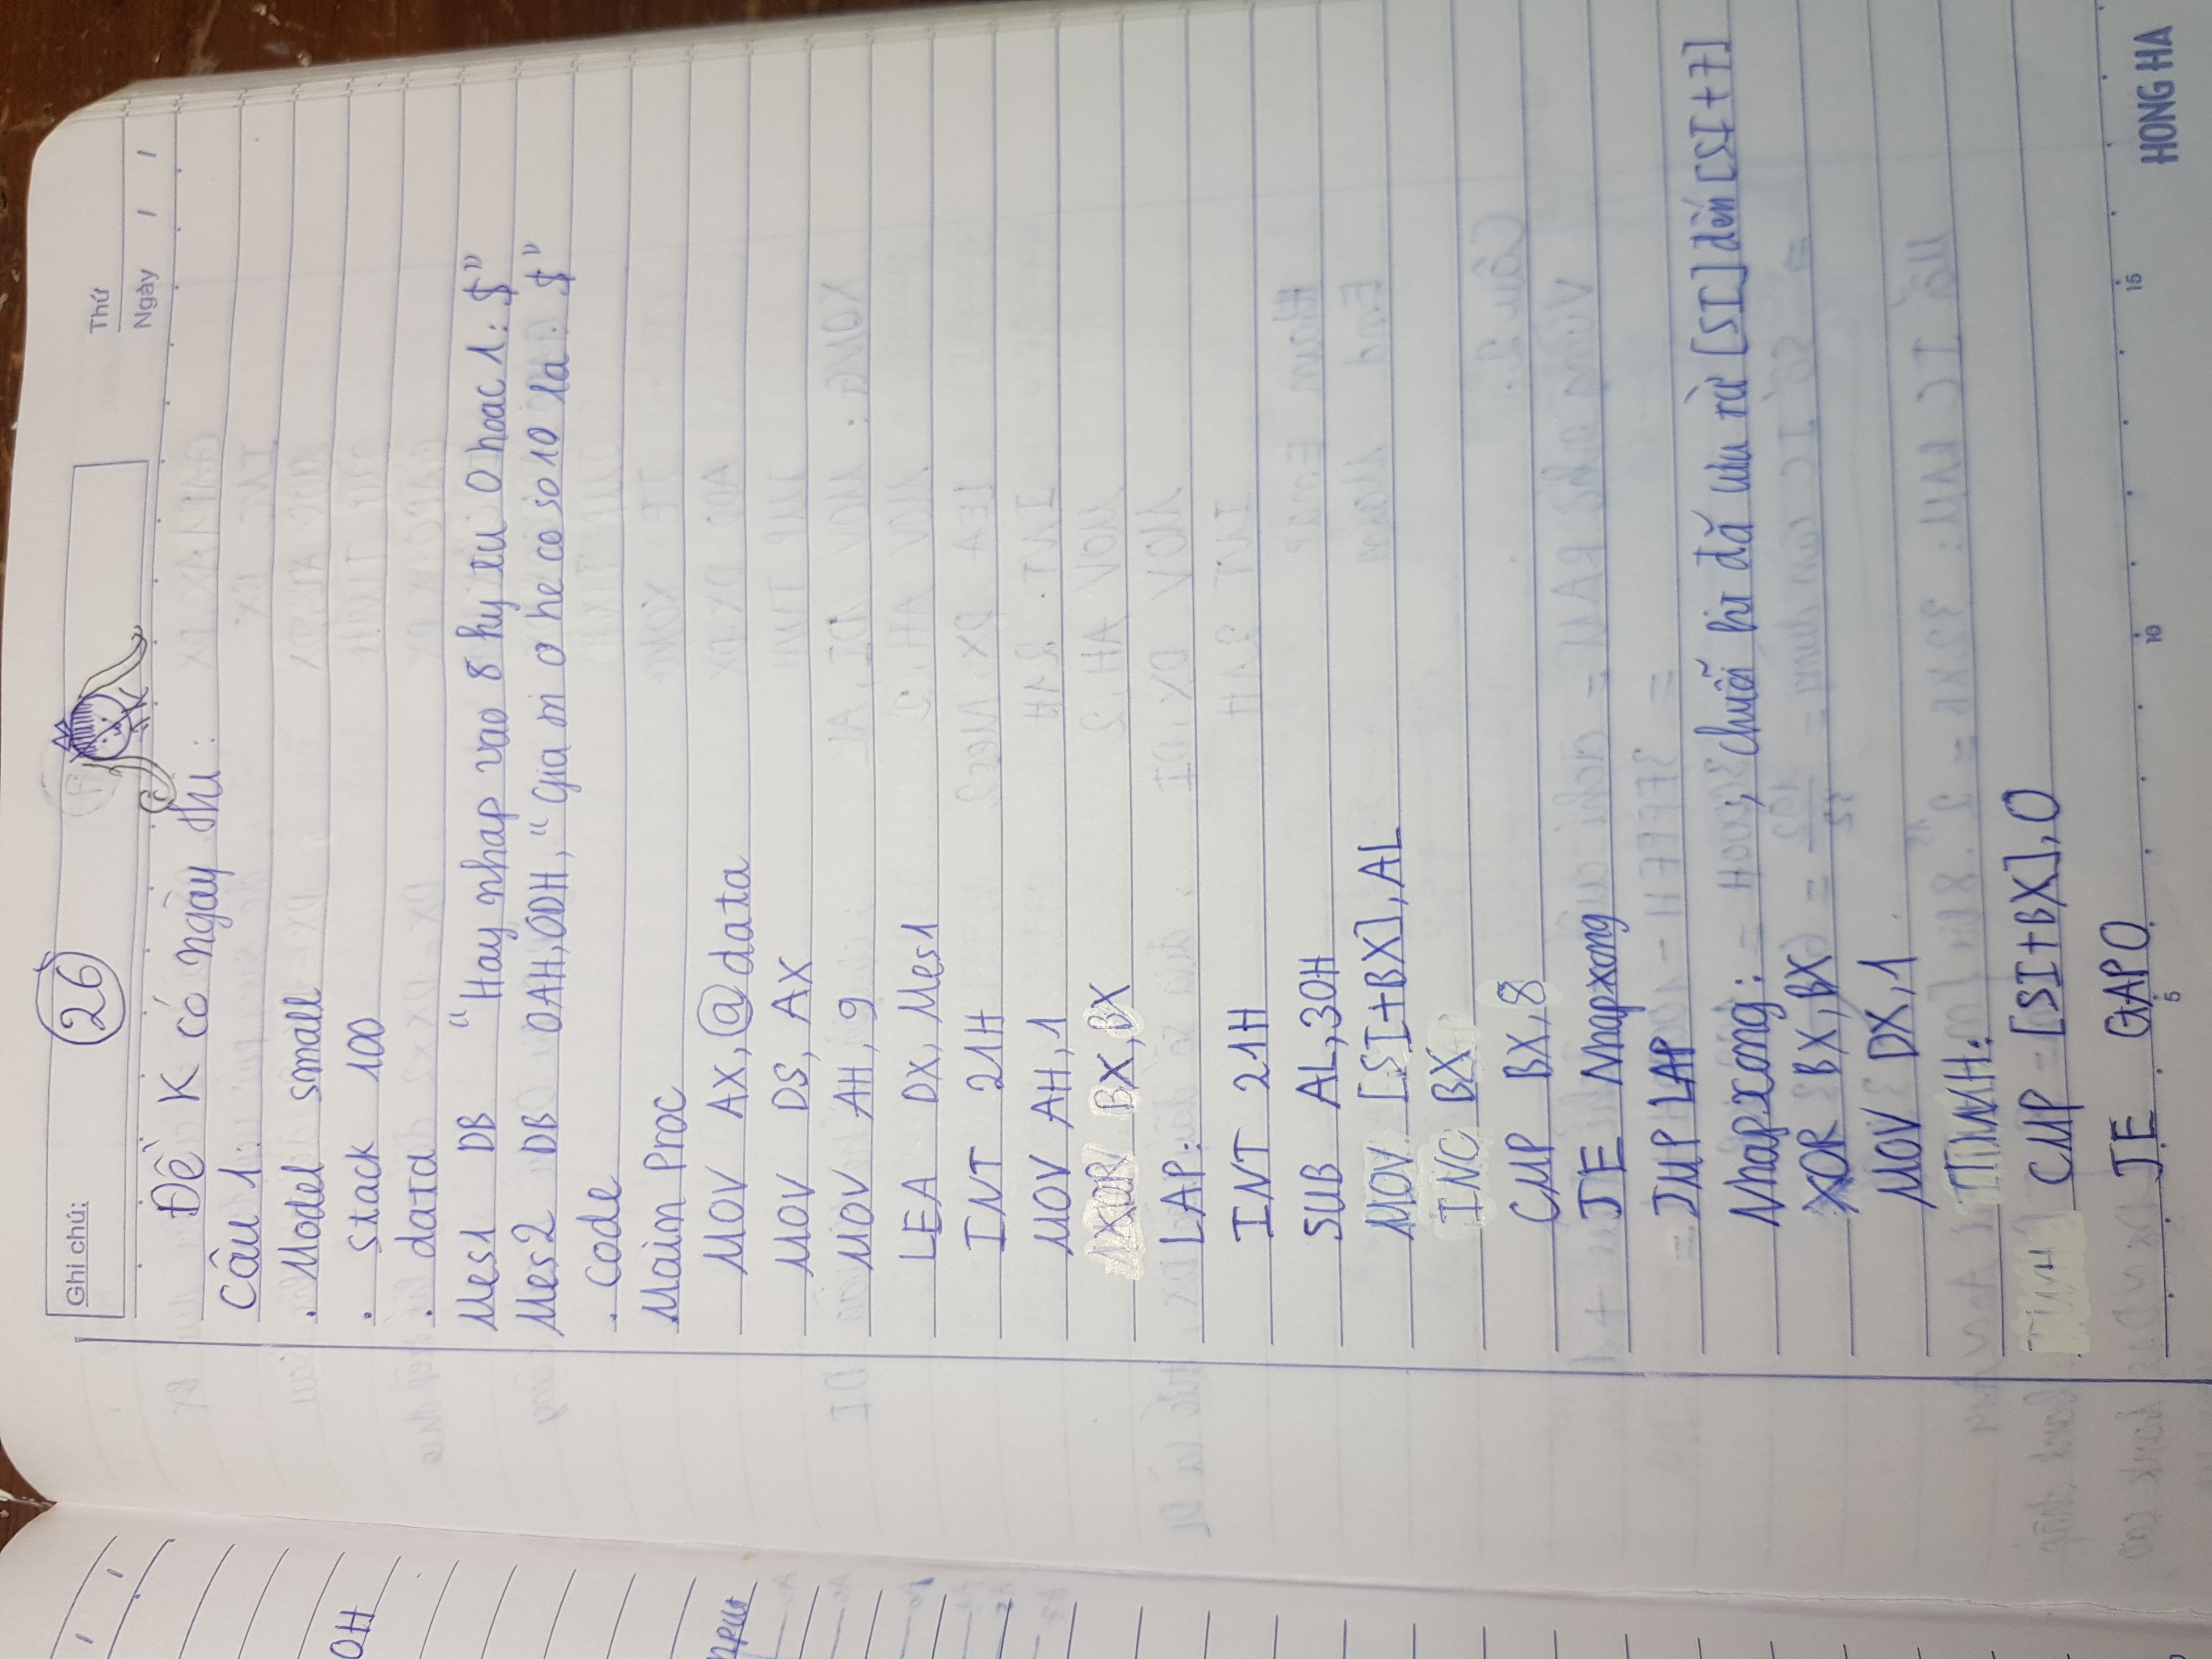 Ghi chú:
26
Thứ
Ngày / /
Đề K có ngày thi:
Câu 1:
. Model small
. stack 100
. data
Mes1 DB "Hay nhap vao 8 ky tu 0 hoac 1: $"
Mes2 DB 0AH, 0DH, "Gia tri o he co so 10 la: $"
. Code
Main Proc
MOV AX, @data
MOV DS, AX
MOV AH, 9
LEA DX, Mes1
INT 21H
MOV AH, 1
XOR BX, BX
LAP:
INT 21H
SUB AL, 30H
MOV [SI+BX], AL
INC BX
CMP BX, 8
JE Nhapxong
JMP LAP
Nhapxong: ; chuỗi bit đã lưu từ [SI] đến [SI+7]
XOR BX, BX
MOV DX, 1
TINH:
CMP [SI+BX], 0
JE GAP0
5 10 15
HONG HA
0H
nput